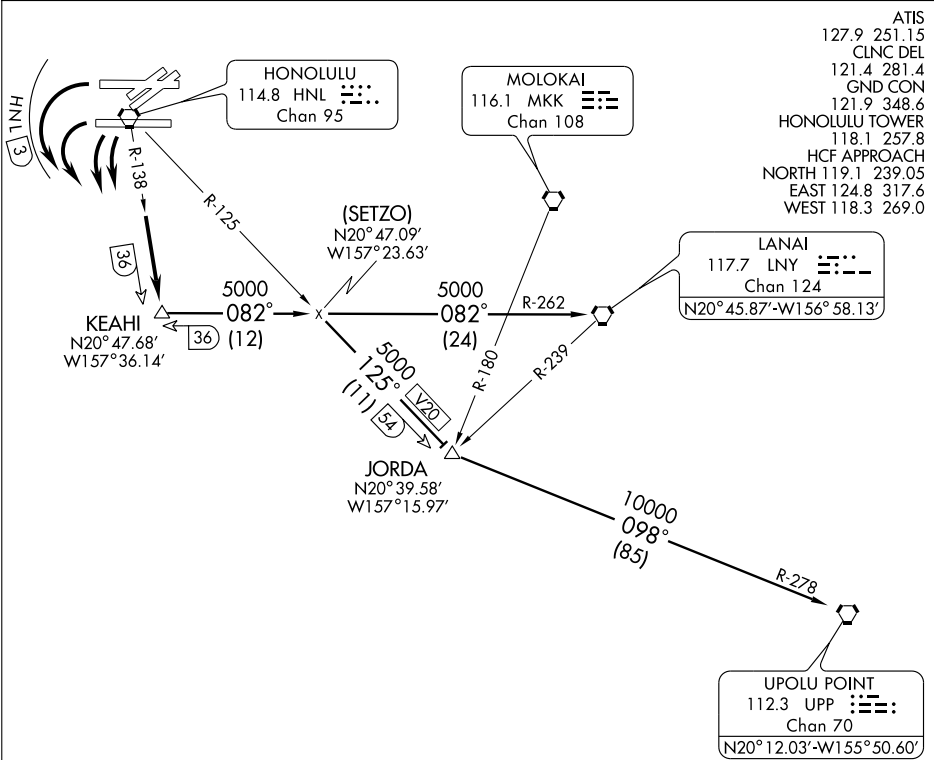 ATIS
127.9 251.15
CLNC DEL
121.4 281.4
GND CON
121.9 348.6
HONOLULU TOWER
118.1 257.8
HCF APPROACH
NORTH 119.1 239.05
EAST 124.8 317.6
WEST 118.3 269.0
HNL 3
HONOLULU
114.8 HNL
Chan 95
MOLOKAI
116.1 MKK
Chan 108
LANAI
117.7 LNY
Chan 124
N20°45.87'-W156°58.13'
R-138
R-125
(SETZO)
N20°47.09'
W157°23.63'
36
KEAHI
N20°47.68'
W157°36.14'
5000
082°
(12)
36
5000
082°
(24)
R-262
R-180
R-239
5000
125°
(11)
V20
54
JORDA
N20°39.58'
W157°15.97'
10000
098°
(85)
R-278
UPOLU POINT
112.3 UPP
Chan 70
N20°12.03'-W155°50.60'